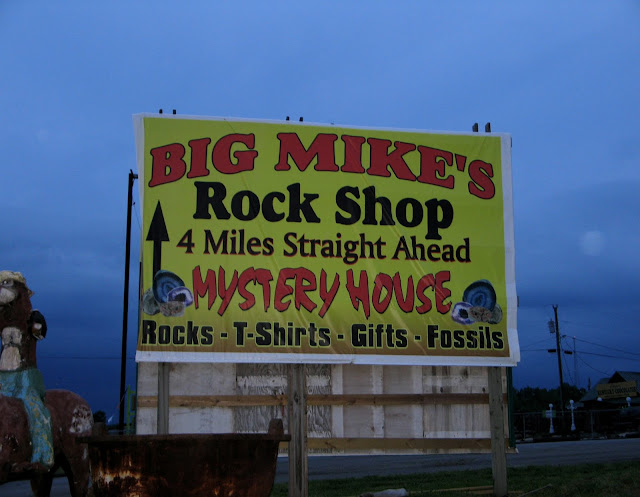 BIG MIKE'S
Rock Shop
4 Miles Straight Ahead
MYSTERY HOUSE
Rocks - T-Shirts - Gifts - Fossils